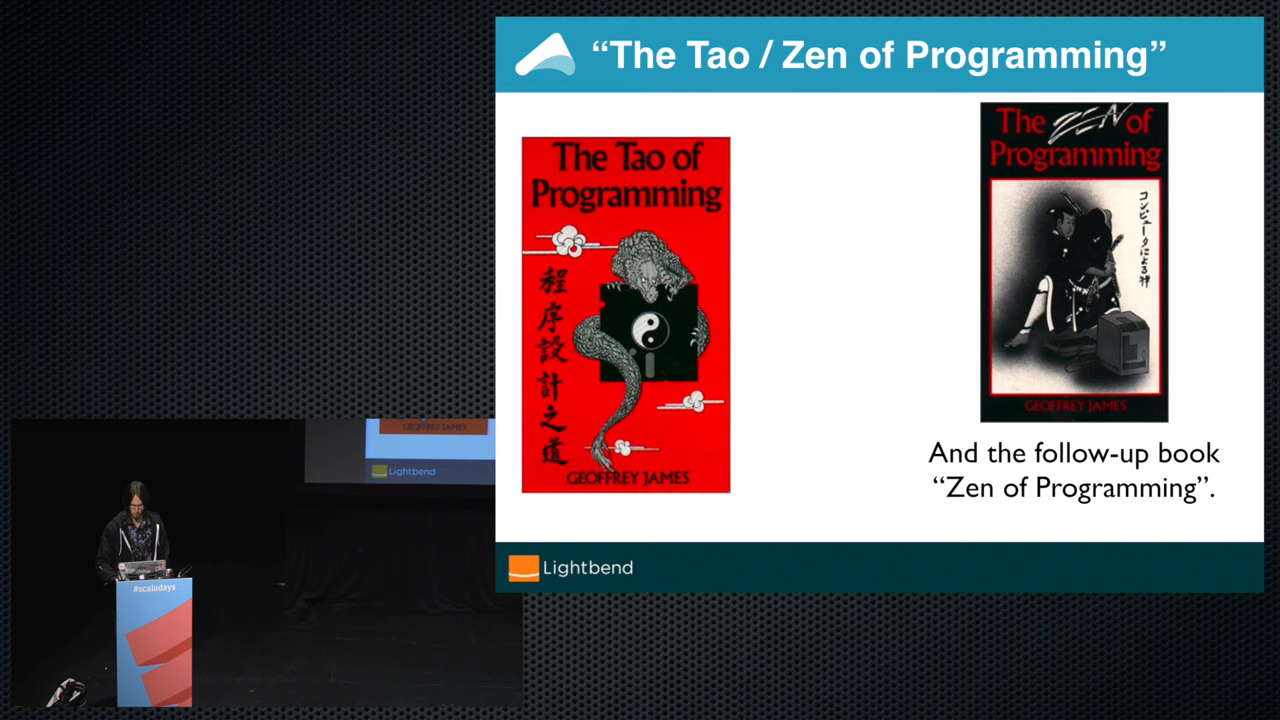 “The Tao / Zen of Programming”
The Tao of
Programming
程序設計之道
GEOFFREY JAMES
The ZEN of
Programming
コンピュータによる禅
GEOFFREY JAMES
And the follow-up book
“Zen of Programming”.
Lightbend
GEOFFREY JAMES
Lightbend
#scaladays